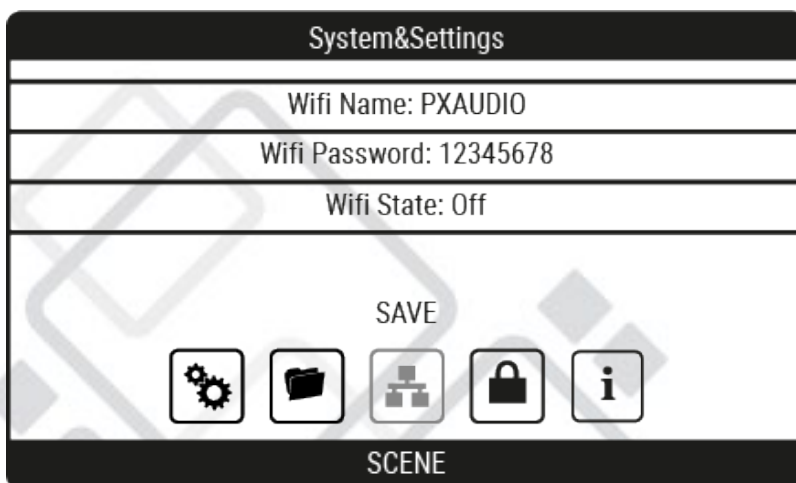 System&Settings
Wifi Name: PXAUDIO
Wifi Password: 12345678
Wifi State: Off
SAVE
i
SCENE